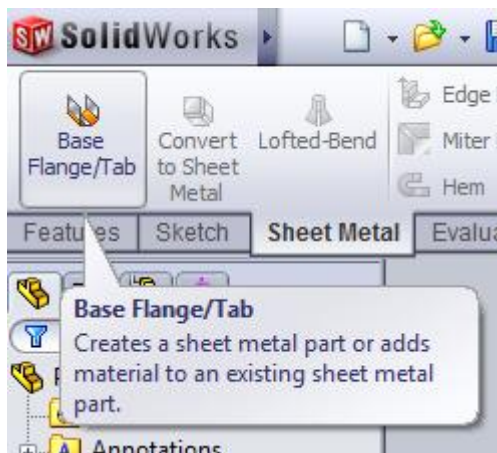 SolidWorks
Base Flange/Tab
Convert to Sheet Metal
Lofted-Bend
Edge
Miter
Hem
Features
Sketch
Sheet Metal
Evalua
Base Flange/Tab
Creates a sheet metal part or adds
material to an existing sheet metal
part.
Annotations